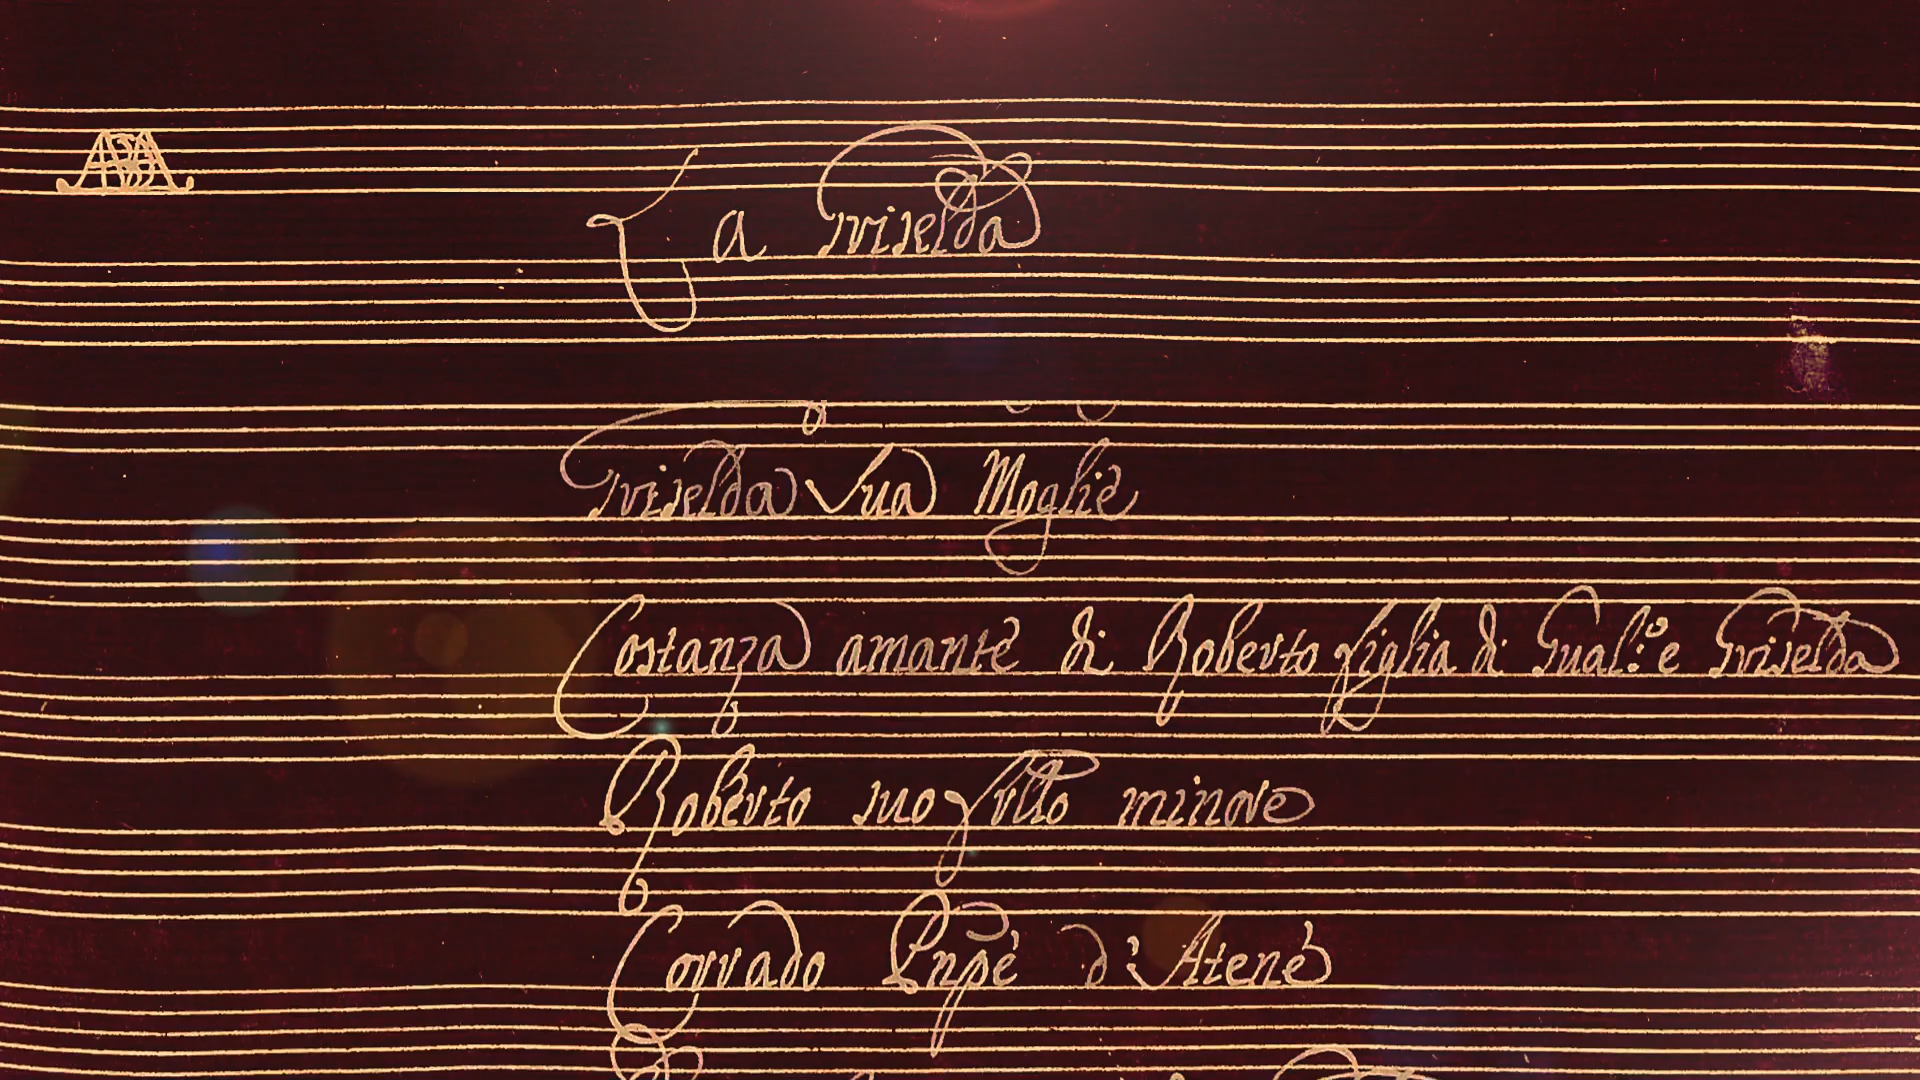 La Griselda
Griselda Sua Moglie
Costanza amante di Roberto figlia di Gual:o e Griselda
Roberto suo frllo minore
Corrado Pnpe d'Atene